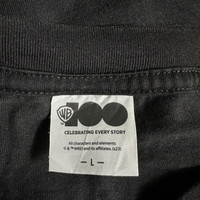 WB 100
CELEBRATING EVERY STORY
All characters and elements
© & ™ WBEI and its affiliates. (s23)
- L -